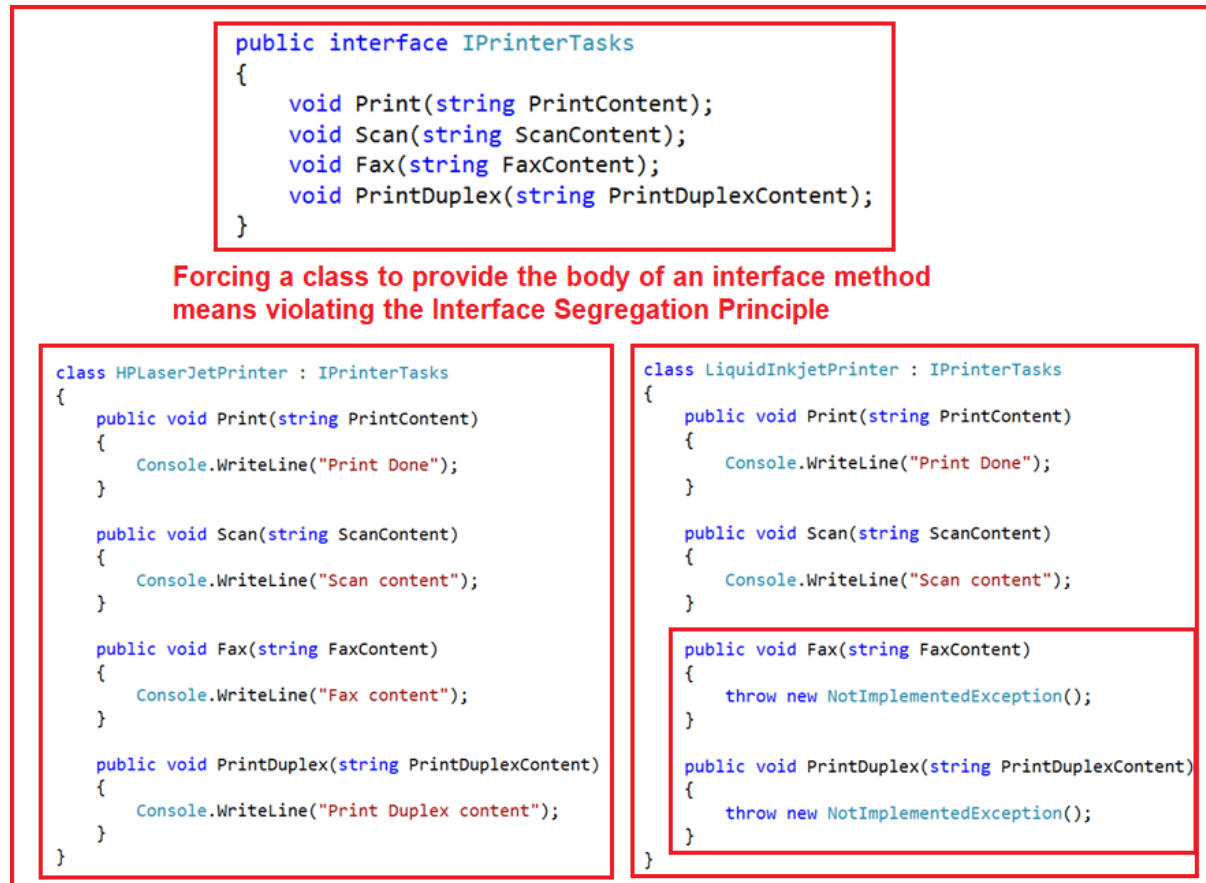 public interface IPrinterTasks
{
    void Print(string PrintContent);
    void Scan(string ScanContent);
    void Fax(string FaxContent);
    void PrintDuplex(string PrintDuplexContent);
}
Forcing a class to provide the body of an interface method
means violating the Interface Segregation Principle
class HPLaserJetPrinter : IPrinterTasks
{
    public void Print(string PrintContent)
    {
        Console.WriteLine("Print Done");
    }
    public void Scan(string ScanContent)
    {
        Console.WriteLine("Scan content");
    }
    public void Fax(string FaxContent)
    {
        Console.WriteLine("Fax content");
    }
    public void PrintDuplex(string PrintDuplexContent)
    {
        Console.WriteLine("Print Duplex content");
    }
}
class LiquidInkjetPrinter : IPrinterTasks
{
    public void Print(string PrintContent)
    {
        Console.WriteLine("Print Done");
    }
    public void Scan(string ScanContent)
    {
        Console.WriteLine("Scan content");
    }
    public void Fax(string FaxContent)
    {
        throw new NotImplementedException();
    }
    public void PrintDuplex(string PrintDuplexContent)
    {
        throw new NotImplementedException();
    }
}